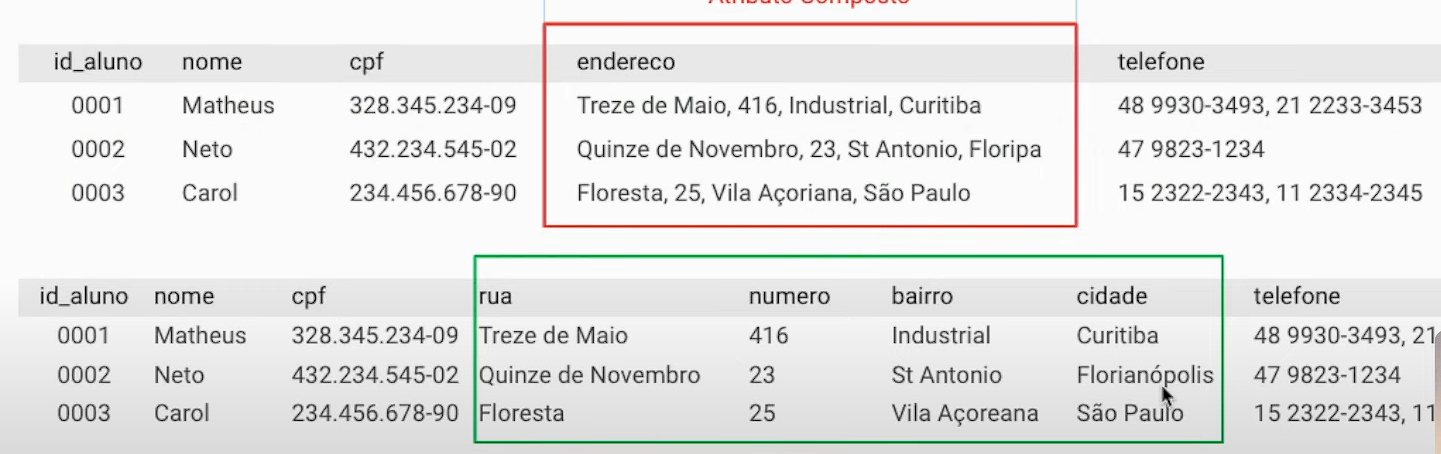 Atributo Composto
id_aluno nome cpf endereco telefone
0001 Matheus 328.345.234-09 Treze de Maio, 416, Industrial, Curitiba 48 9930-3493, 21 2233-3453
0002 Neto 432.234.545-02 Quinze de Novembro, 23, St Antonio, Floripa 47 9823-1234
0003 Carol 234.456.678-90 Floresta, 25, Vila Açoriana, São Paulo 15 2322-2343, 11 2334-2345
id_aluno nome cpf rua numero bairro cidade telefone
0001 Matheus 328.345.234-09 Treze de Maio 416 Industrial Curitiba 48 9930-3493, 21
0002 Neto 432.234.545-02 Quinze de Novembro 23 St Antonio Florianópolis 47 9823-1234
0003 Carol 234.456.678-90 Floresta 25 Vila Açoreana São Paulo 15 2322-2343, 11